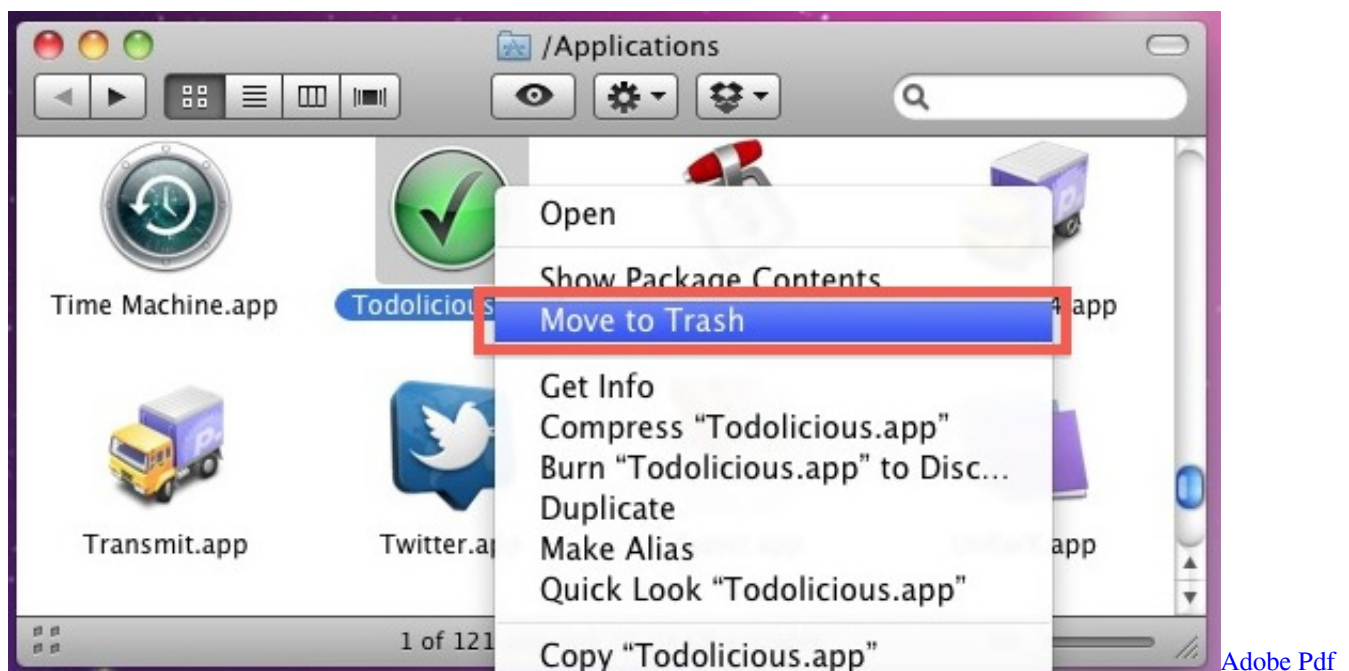 /Applications
Time Machine.app
Todolicious
4.app
Open
Show Package Contents
Move to Trash
Get Info
Compress “Todolicious.app”
Burn “Todolicious.app” to Disc...
Duplicate
Make Alias
Quick Look “Todolicious.app”
Copy “Todolicious.app”
Transmit.app
Twitter.ap
app
1 of 121
Adobe Pdf